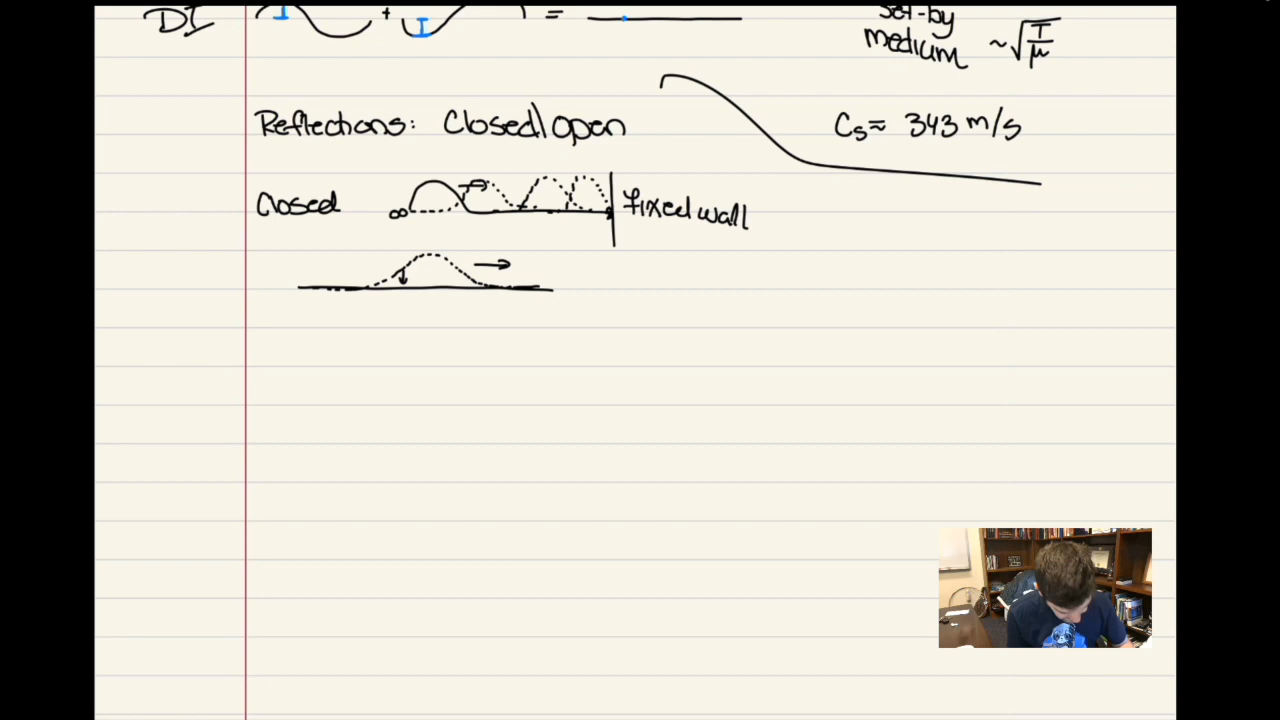 DI + =
set-by
medium ~√T/μ
Reflections: Closed\open
Cs≈ 343 m/s
Closed ∞ fixed wall